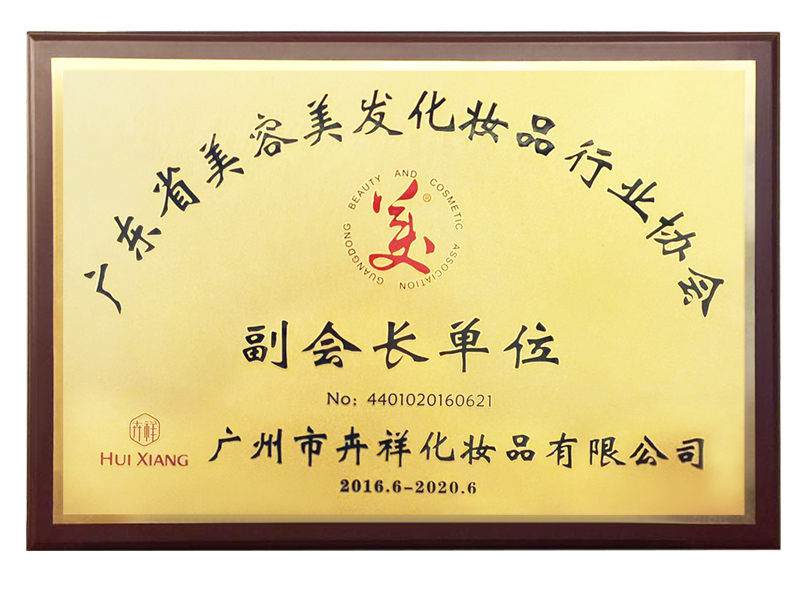 广东省美容美发化妆品行业协会
GUANGDONG BEAUTY AND COSMETIC ASSOCIATION
美®
副会长单位
No: 4401020160621
卉祥
HUI XIANG
广州市卉祥化妆品有限公司
2016.6-2020.6